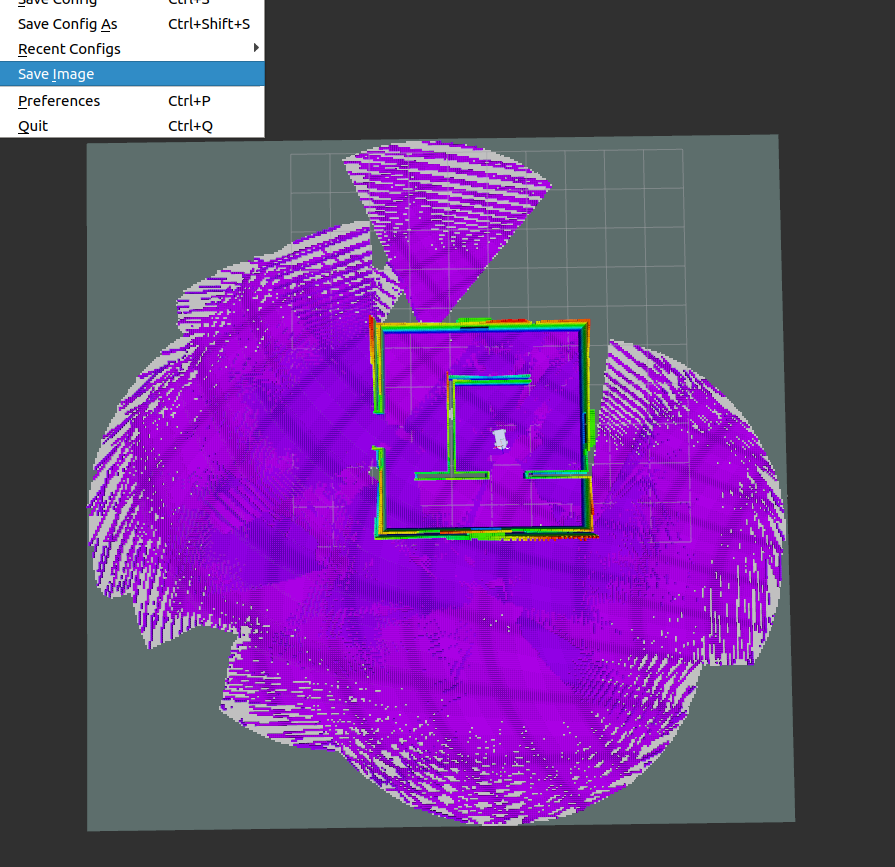 Save Config Ctrl+S
Save Config As Ctrl+Shift+S
Recent Configs
Save Image
Preferences Ctrl+P
Quit Ctrl+Q